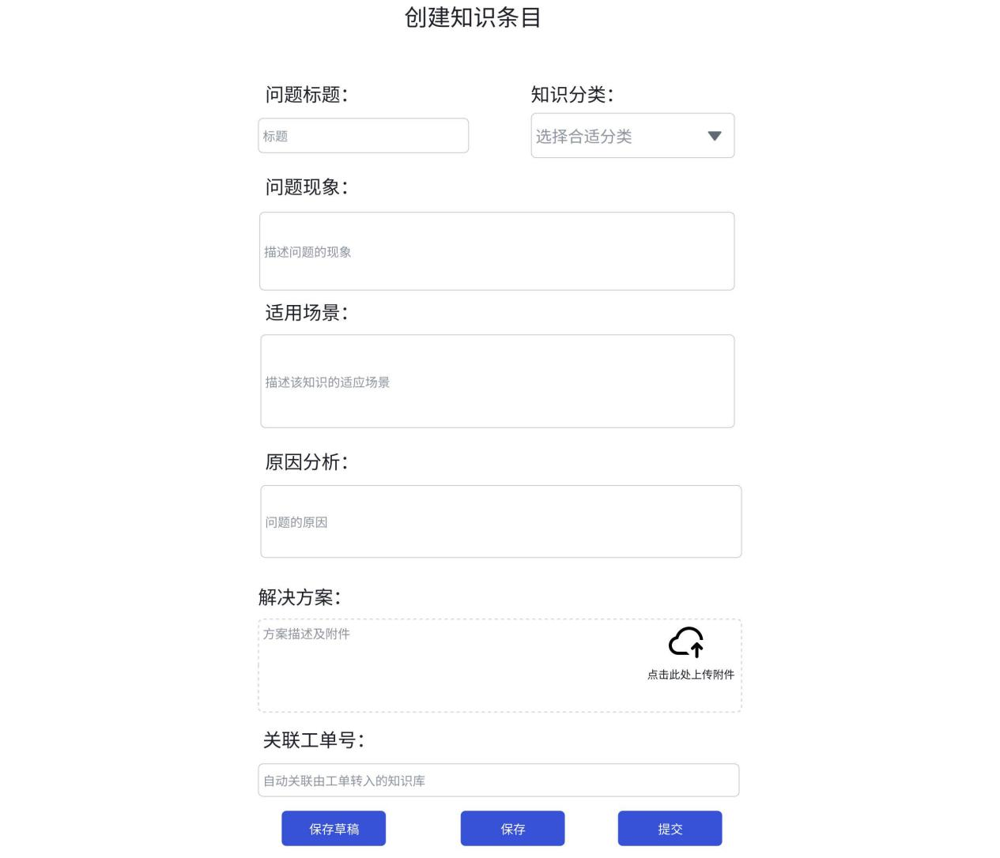 创建知识条目
问题标题：
知识分类：
标题
选择合适分类
问题现象：
描述问题的现象
适用场景：
描述该知识的适应场景
原因分析：
问题的原因
解决方案：
方案描述及附件
点击此处上传附件
关联工单号：
自动关联由工单转入的知识库
保存草稿
保存
提交